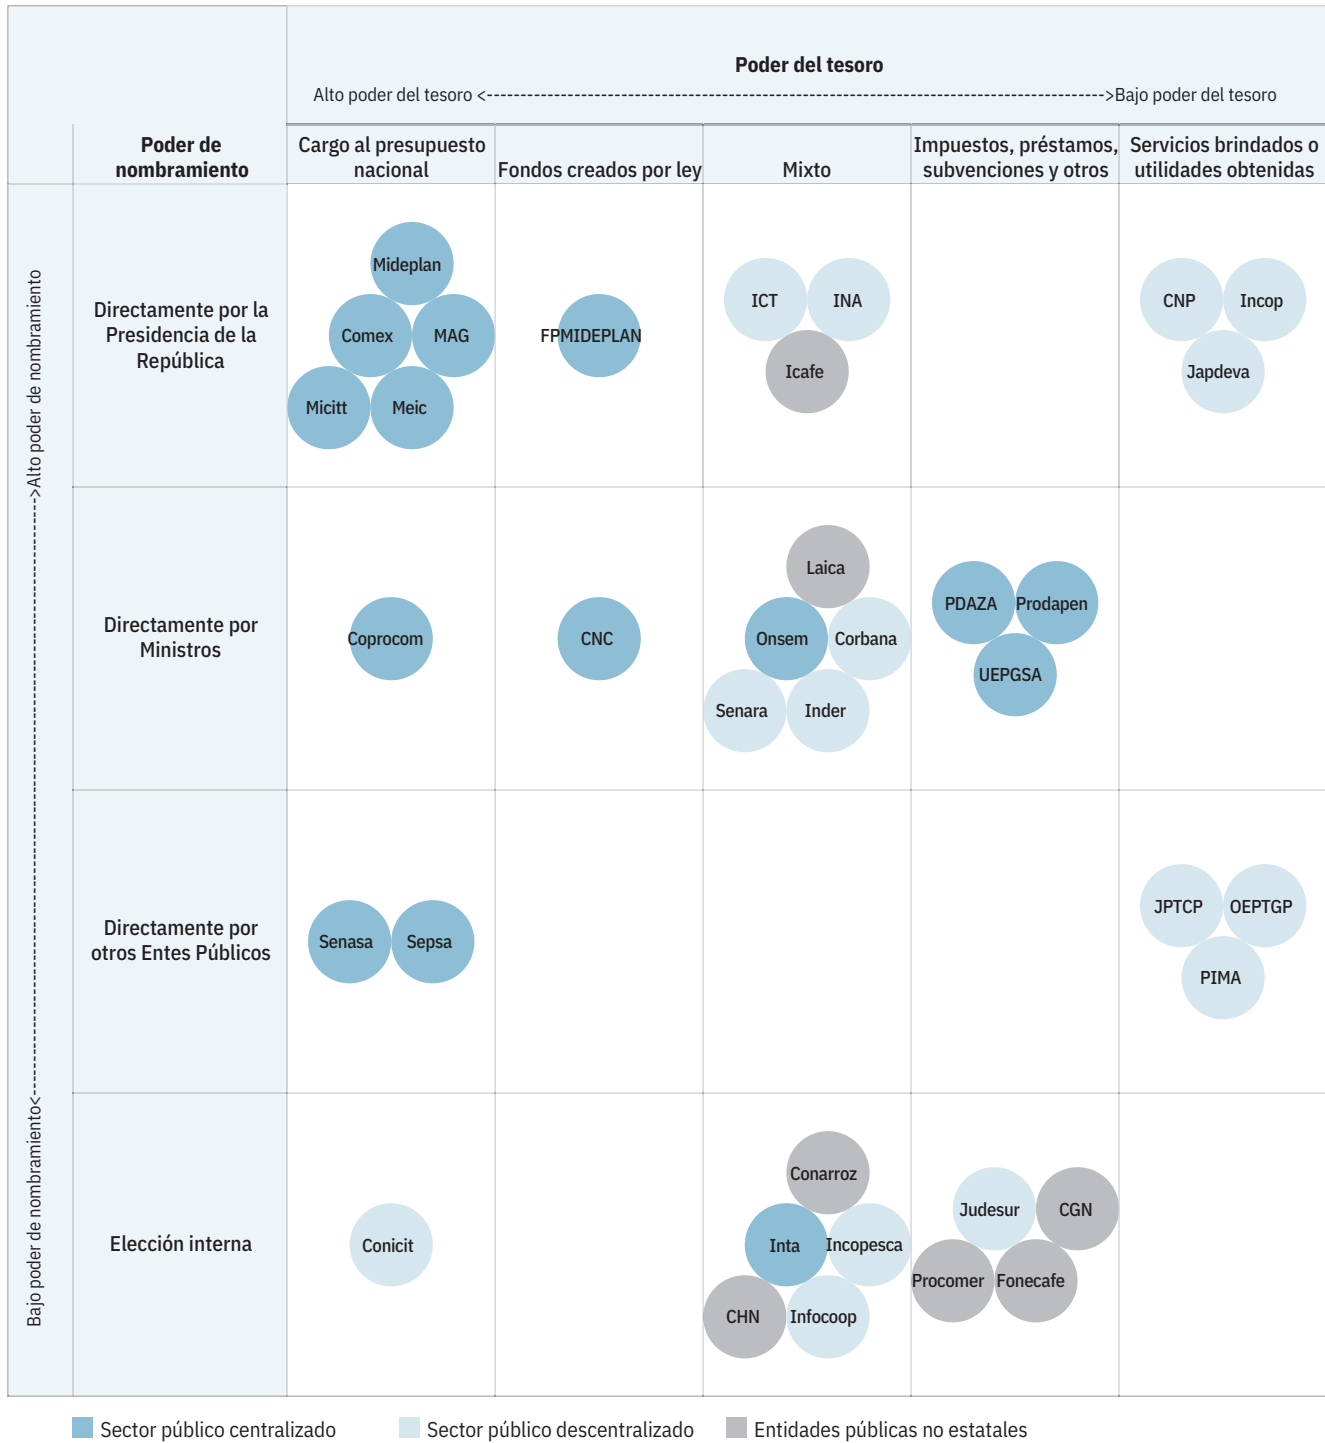 Poder del tesoro
Alto poder del tesoro <------------------------------------------------------------------------------------------->Bajo poder del tesoro
Poder de
nombramiento
Cargo al presupuesto
nacional
Fondos creados por ley
Mixto
Impuestos, préstamos,
subvenciones y otros
Servicios brindados o
utilidades obtenidas
Bajo poder de nombramiento<------------------------------------------------------------------------------------------->Alto poder de nombramiento
Directamente por la
Presidencia de la
República
Mideplan
Comex
MAG
Micitt
Meic
FPMIDEPLAN
ICT
INA
Icafe
CNP
Incop
Japdeva
Directamente por
Ministros
Coprocom
CNC
Laica
Onsem
Corbana
Senara
Inder
PDAZA
Prodapen
UEPGSA
Directamente por
otros Entes Públicos
Senasa
Sepsa
JPTCP
OEPTGP
PIMA
Elección interna
Conicit
Conarroz
Inta
Incopesca
CHN
Infocoop
Judesur
CGN
Procomer
Fonecafe
Sector público centralizado
Sector público descentralizado
Entidades públicas no estatales